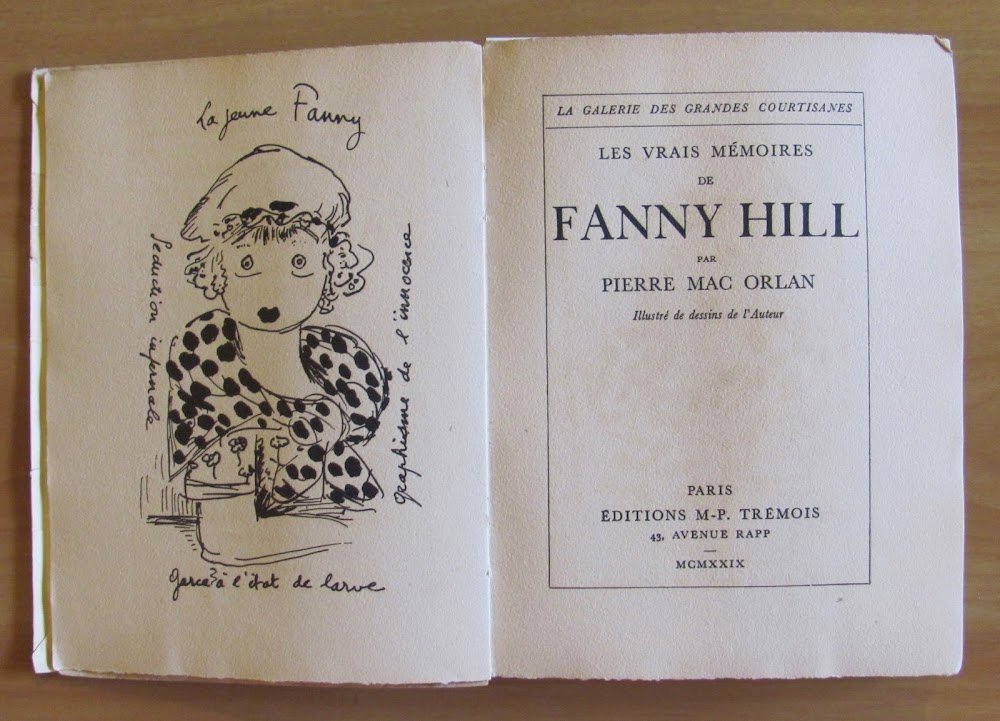 La jeune Fanny
Séduction infernale
graphisme de l'innocence
garce à l'état de larve
LA GALERIE DES GRANDES COURTISANES
LES VRAIS MÉMOIRES
DE
FANNY HILL
PAR
PIERRE MAC ORLAN
Illustré de dessins de l'Auteur
PARIS
ÉDITIONS M-P. TRÉMOIS
43, AVENUE RAPP
MCMXXIX